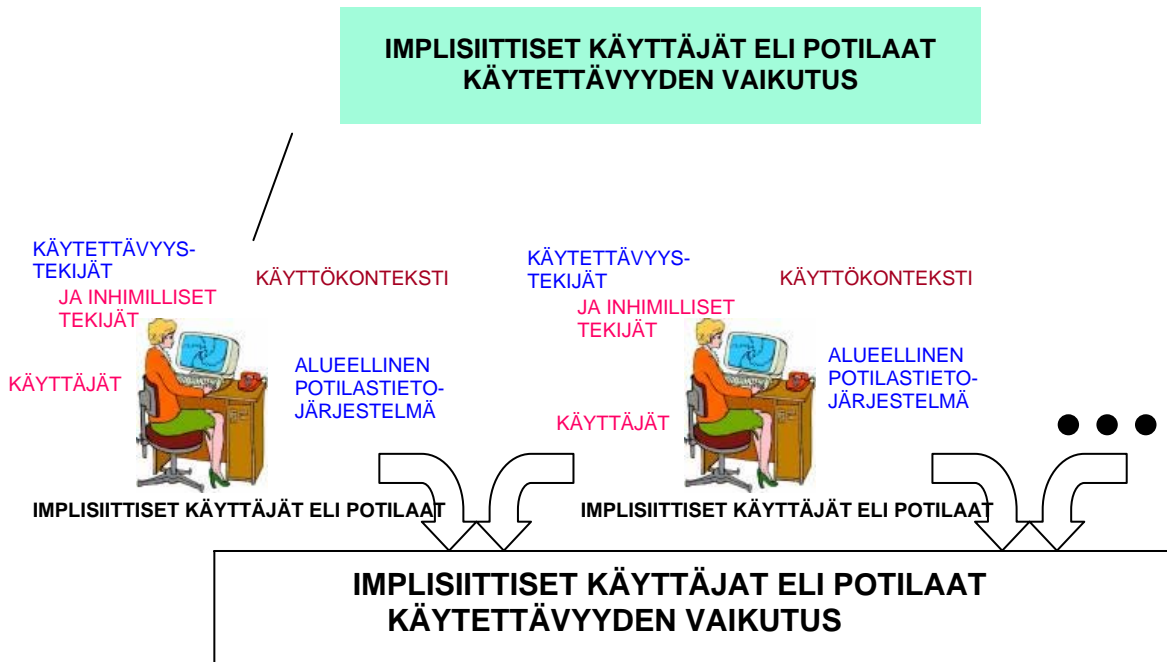 IMPLISIITTISET KÄYTTÄJÄT ELI POTILAAT
KÄYTETTÄVYYDEN VAIKUTUS
KÄYTETTÄVYYS-
TEKIJÄT
JA INHIMILLISET
TEKIJÄT
KÄYTTÖKONTEKSTI
KÄYTTÄJÄT
ALUEELLINEN
POTILASTIETO-
JÄRJESTELMÄ
IMPLISIITTISET KÄYTTÄJÄT ELI POTILAAT
KÄYTETTÄVYYS-
TEKIJÄT
JA INHIMILLISET
TEKIJÄT
KÄYTTÖKONTEKSTI
KÄYTTÄJÄT
ALUEELLINEN
POTILASTIETO-
JÄRJESTELMÄ
IMPLISIITTISET KÄYTTÄJÄT ELI POTILAAT
IMPLISIITTISET KÄYTTÄJAT ELI POTILAAT
KÄYTETTÄVYYDEN VAIKUTUS